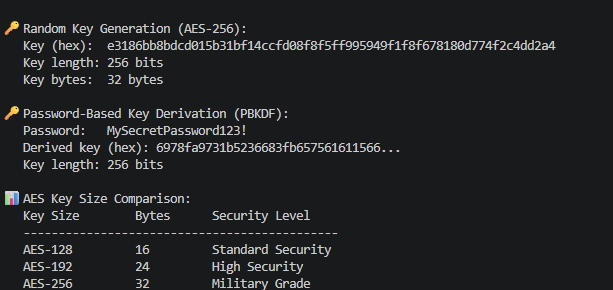 🔑 Random Key Generation (AES-256):
Key (hex): e3186bb8bdcd015b31bf14ccfd08f8f5ff995949f1f8f678180d774f2c4dd2a4
Key length: 256 bits
Key bytes: 32 bytes
🔑 Password-Based Key Derivation (PBKDF):
Password: MySecretPassword123!
Derived key (hex): 6978fa9731b5236683fb657561611566...
Key length: 256 bits
📊 AES Key Size Comparison:
Key Size Bytes Security Level
---------------------------------------------
AES-128 16 Standard Security
AES-192 24 High Security
AES-256 32 Military Grade